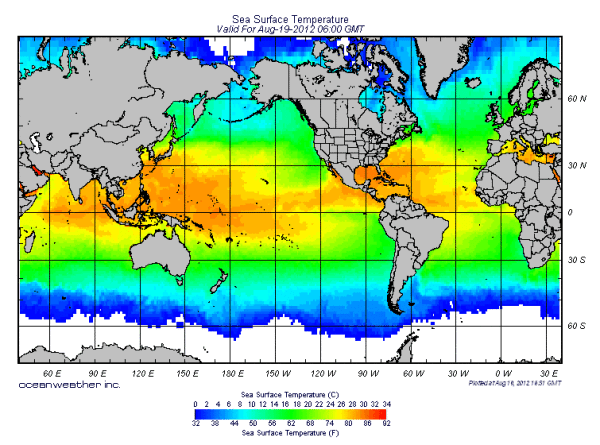 Sea Surface Temperature
Valid For Aug-19-2012 06:00 GMT
60 N
30 N
0
30 S
60 S
60 E 90 E 120 E 150 E 180 E 150 W 120 W 90 W 60 W 30 W 0 W 30 E
oceanweather inc.
Plotted at Aug 16, 2012 18:51 GMT
Sea Surface Temperature (C)
0 2 4 6 8 10 12 14 16 18 20 22 24 26 28 30 32 34
32 38 44 50 56 62 68 74 80 86 92
Sea Surface Temperature (F)